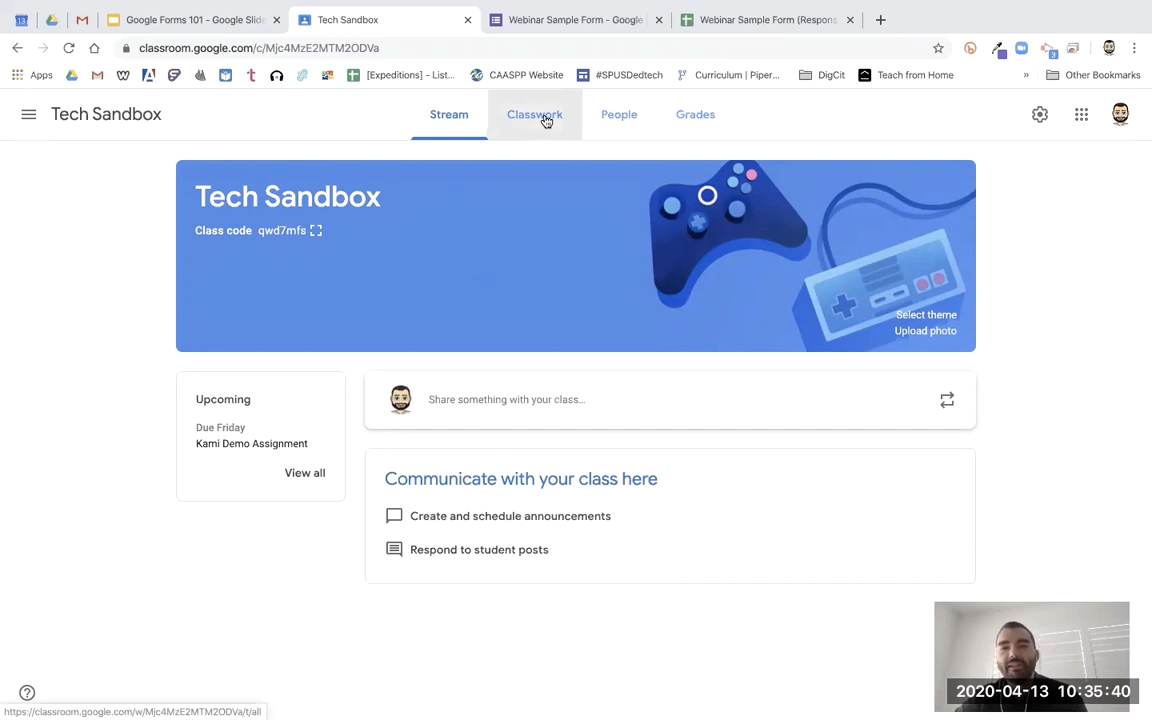 13
Google Forms 101 - Google Slide
Tech Sandbox
Webinar Sample Form - Google
Webinar Sample Form (Respons
classroom.google.com/c/Mjc4MzE2MTM2ODVa
3
Apps
[Expeditions] - List...
CAASPP Website
#SPUSDedtech
Curriculum (Piper...
DigCit
Teach from Home
»
Other Bookmarks
Tech Sandbox
Stream
Classwork
People
Grades
Tech Sandbox
Class code qwd7mfs
Select theme
Upload photo
Upcoming
Due Friday
Kami Demo Assignment
View all
Share something with your class...
Communicate with your class here
Create and schedule announcements
Respond to student posts
2020-04-13 10:35:40
https://classroom.google.com/w/Mjc4MzE2MTM2ODVa/t/all